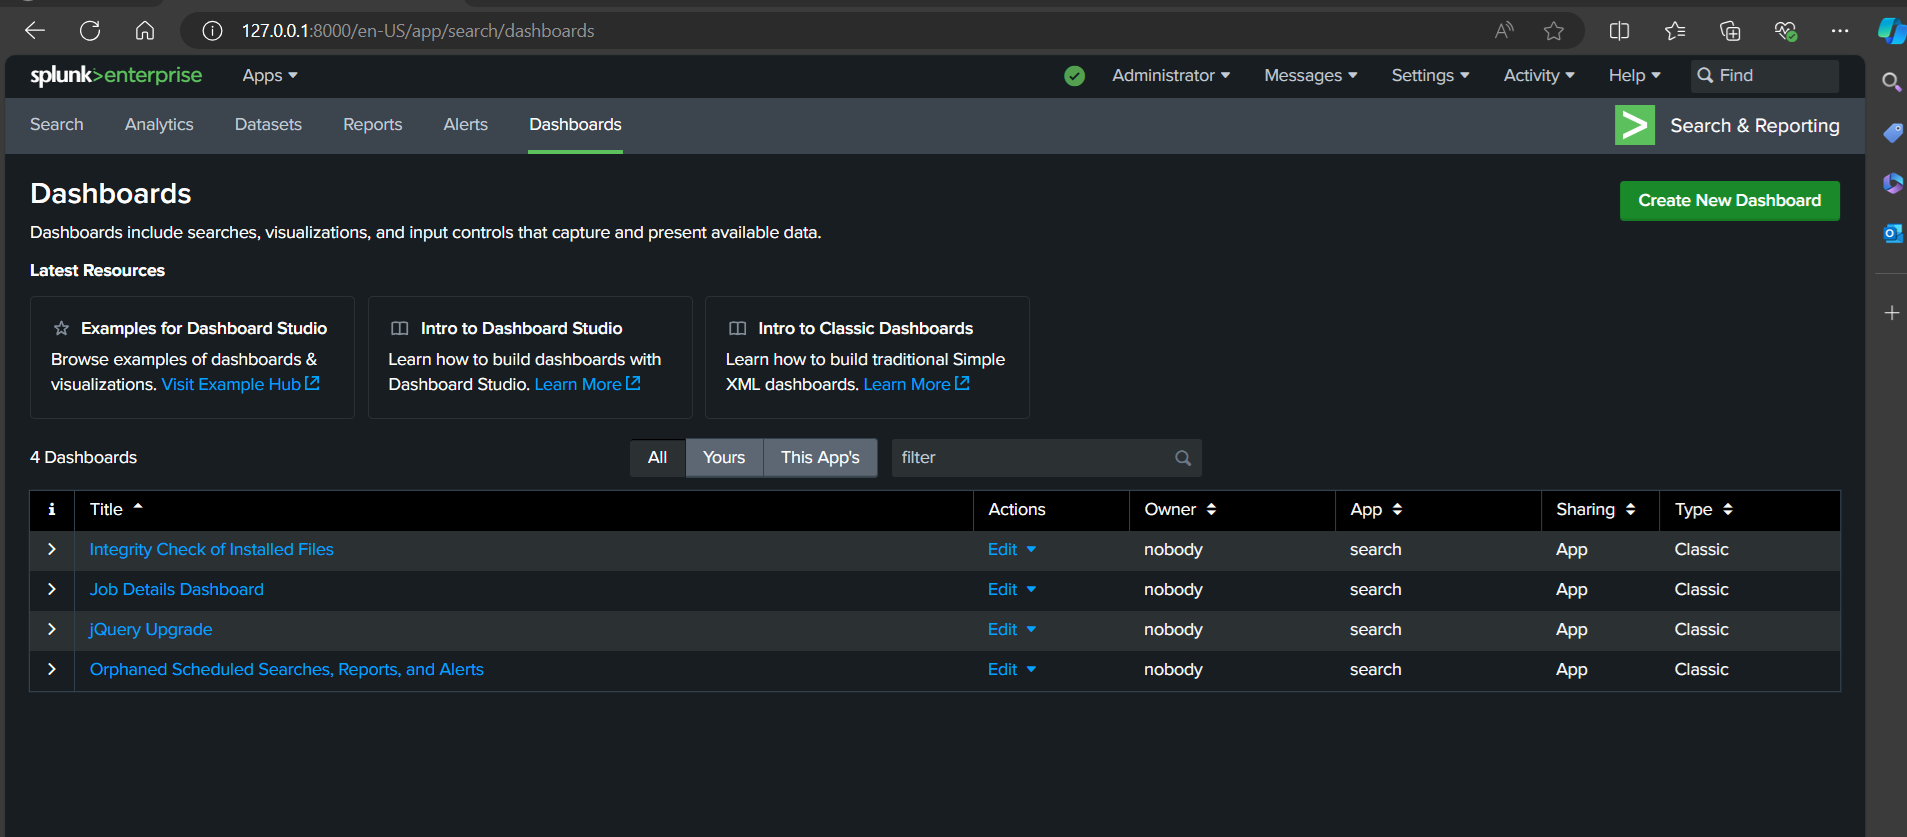 127.0.0.1:8000/en-US/app/search/dashboards
splunk>enterprise Apps Administrator Messages Settings Activity Help Find
Search Analytics Datasets Reports Alerts Dashboards Search & Reporting
Dashboards
Create New Dashboard
Dashboards include searches, visualizations, and input controls that capture and present available data.
Latest Resources
Examples for Dashboard Studio
Browse examples of dashboards &
visualizations. Visit Example Hub
Intro to Dashboard Studio
Learn how to build dashboards with
Dashboard Studio. Learn More
Intro to Classic Dashboards
Learn how to build traditional Simple
XML dashboards. Learn More
4 Dashboards All Yours This App's filter
i Title Actions Owner App Sharing Type
Integrity Check of Installed Files Edit nobody search App Classic
Job Details Dashboard Edit nobody search App Classic
jQuery Upgrade Edit nobody search App Classic
Orphaned Scheduled Searches, Reports, and Alerts Edit nobody search App Classic